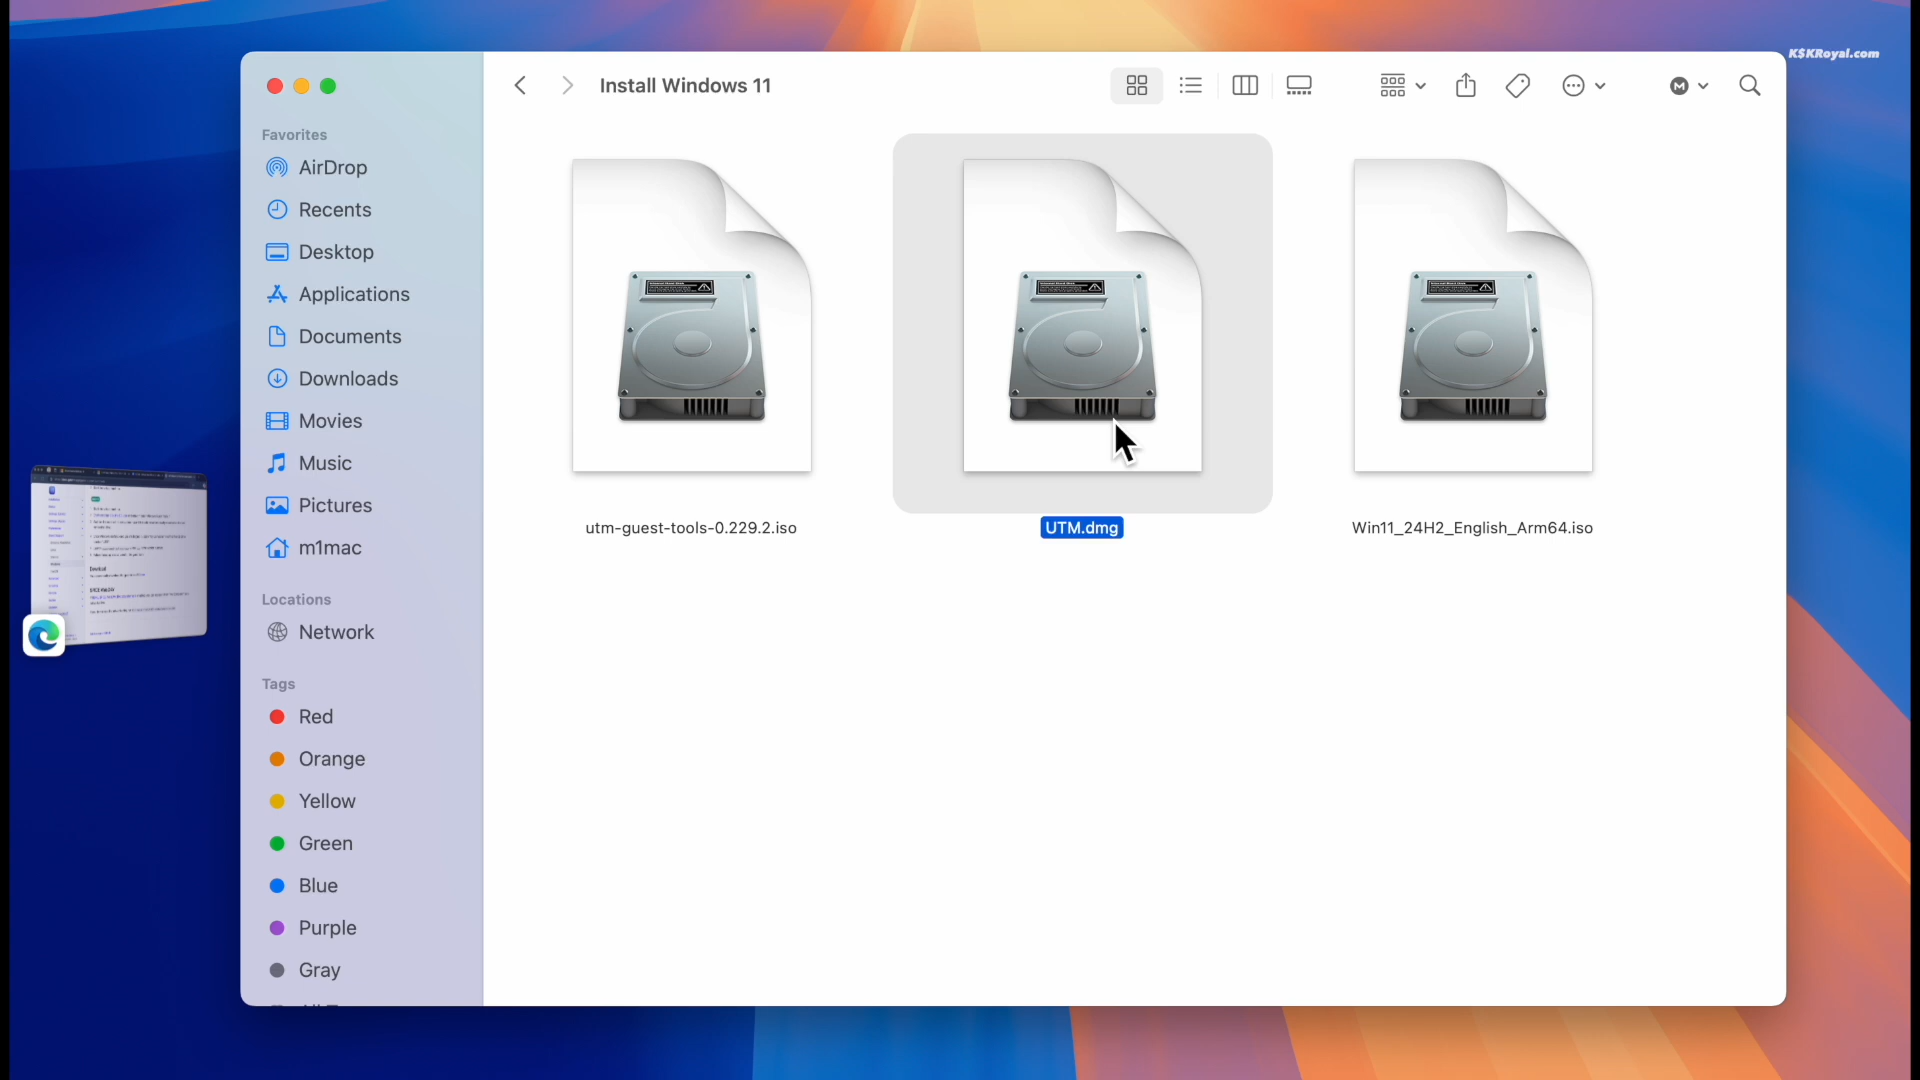 K$KRoyal.com
Install Windows 11
Favorites
AirDrop
Recents
Desktop
Applications
Documents
Downloads
Movies
Music
Pictures
m1mac
Locations
Network
Tags
Red
Orange
Yellow
Green
Blue
Purple
Gray
M
utm-guest-tools-0.229.2.iso
UTM.dmg
Win11_24H2_English_Arm64.iso